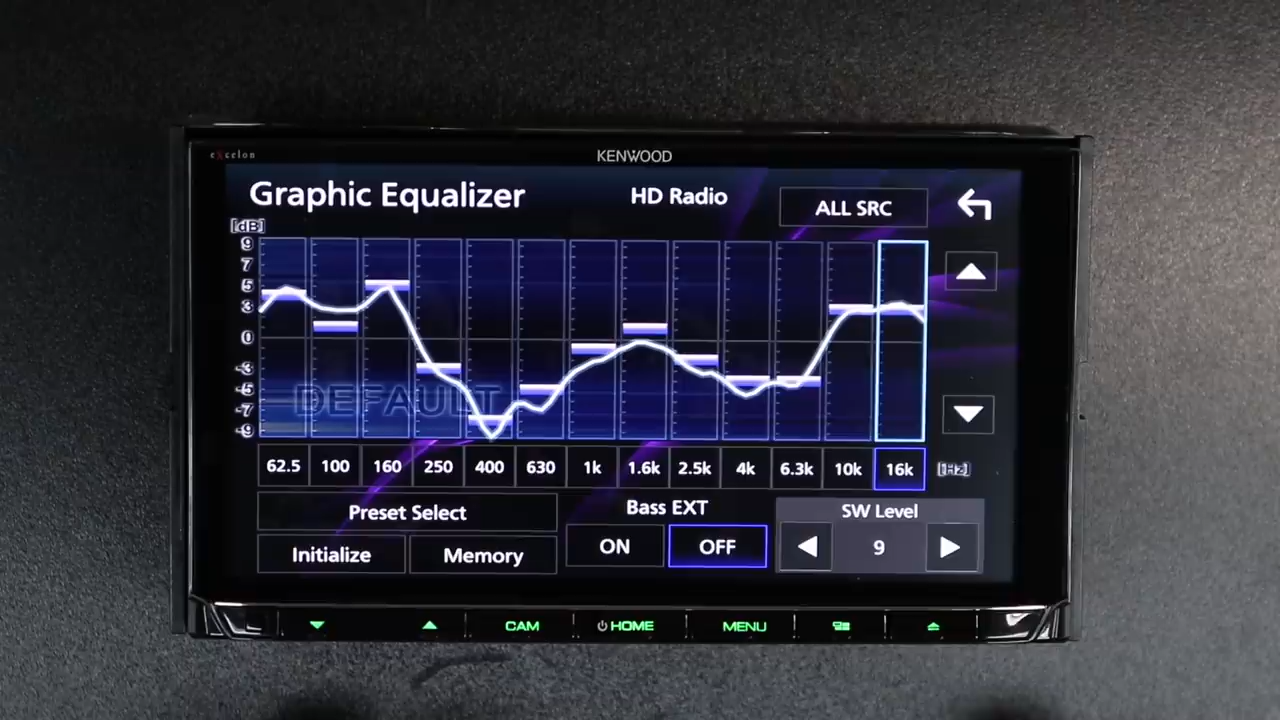 excelon
KENWOOD
Graphic Equalizer
HD Radio
ALL SRC
[dB]
9
7
5
3
0
-3
-5
-7
-9
DEFAULT
62.5 100 160 250 400 630 1k 1.6k 2.5k 4k 6.3k 10k 16k [Hz]
Preset Select
Bass EXT
SW Level
Initialize
Memory
ON
OFF
9
CAM
HOME
MENU